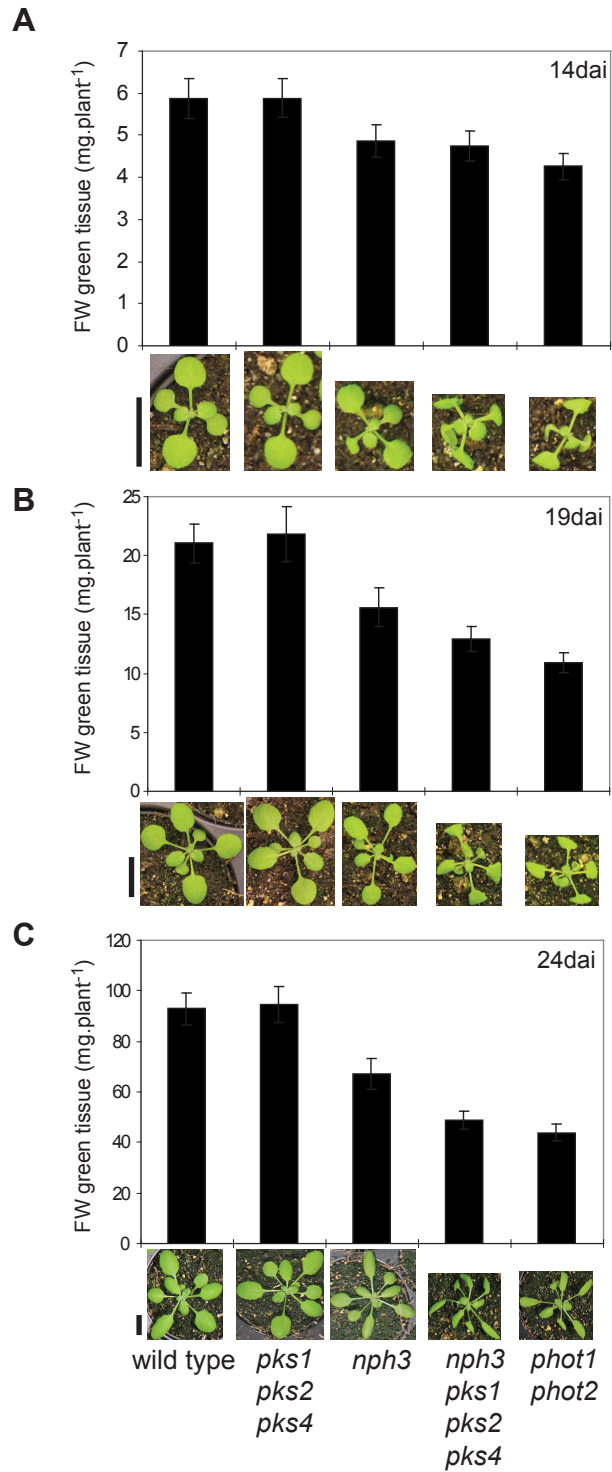 A
FW green tissue (mg.plant-1)
14dai
7
6
5
4
3
2
1
0
B
FW green tissue (mg.plant-1)
19dai
25
20
15
10
5
0
C
FW green tissue (mg.plant-1)
24dai
120
100
80
60
40
20
0
wild type
pks1
pks2
pks4
nph3
nph3
pks1
pks2
pks4
phot1
phot2